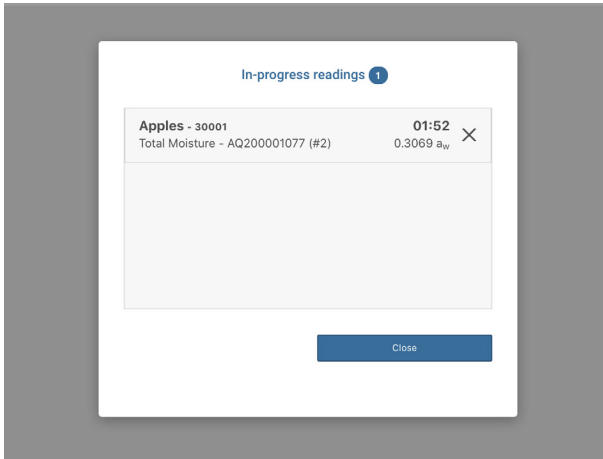 In-progress readings 1
Apples - 30001 01:52
Total Moisture - AQ200001077 (#2) 0.3069 aw
Close